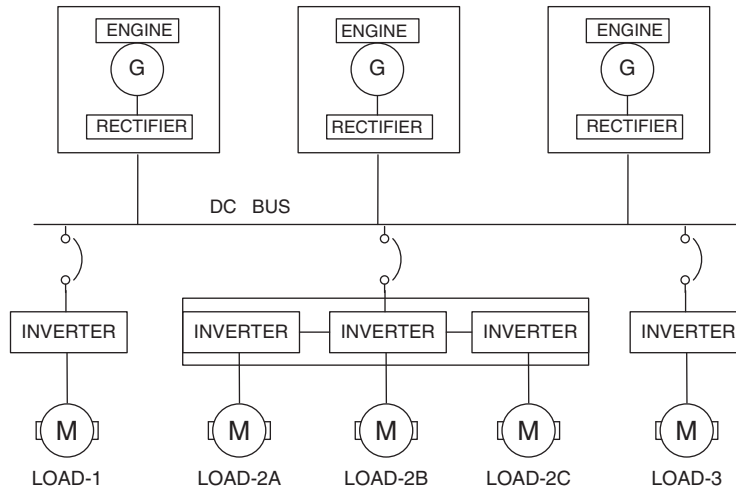 ENGINE ENGINE ENGINE
G G G
RECTIFIER RECTIFIER RECTIFIER
DC BUS
INVERTER INVERTER INVERTER INVERTER INVERTER
M M M M M
LOAD-1 LOAD-2A LOAD-2B LOAD-2C LOAD-3